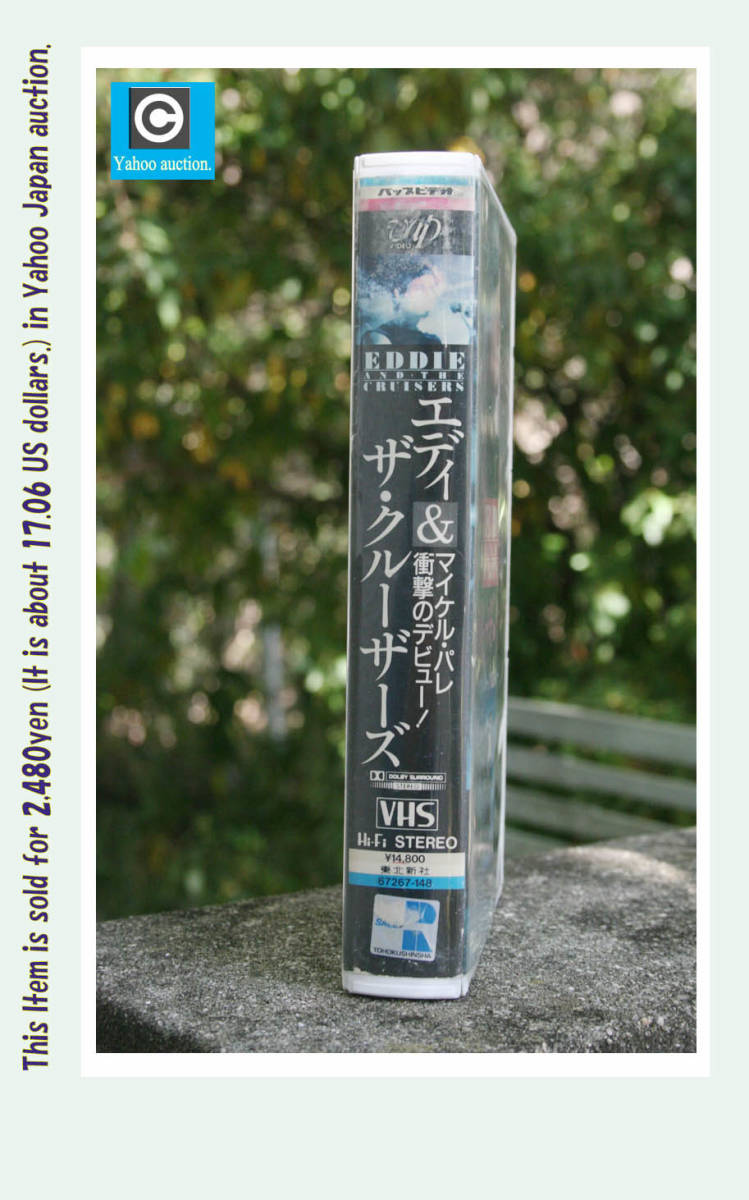 This Item is sold for 2,480yen (It is about 17.06 US dollars.) in Yahoo Japan auction.
C
Yahoo auction.
バップビデオ
VAP
VIDEO
EDDIE
AND・THE
CRUISERS
エディ&
ザ・クルーザーズ
マイケル・パレ
衝撃のデビュー!
DOLBY SURROUND
STEREO
VHS
Hi-Fi STEREO
¥14,800
東北新社
67267-148
TOHOKUSHINSHA